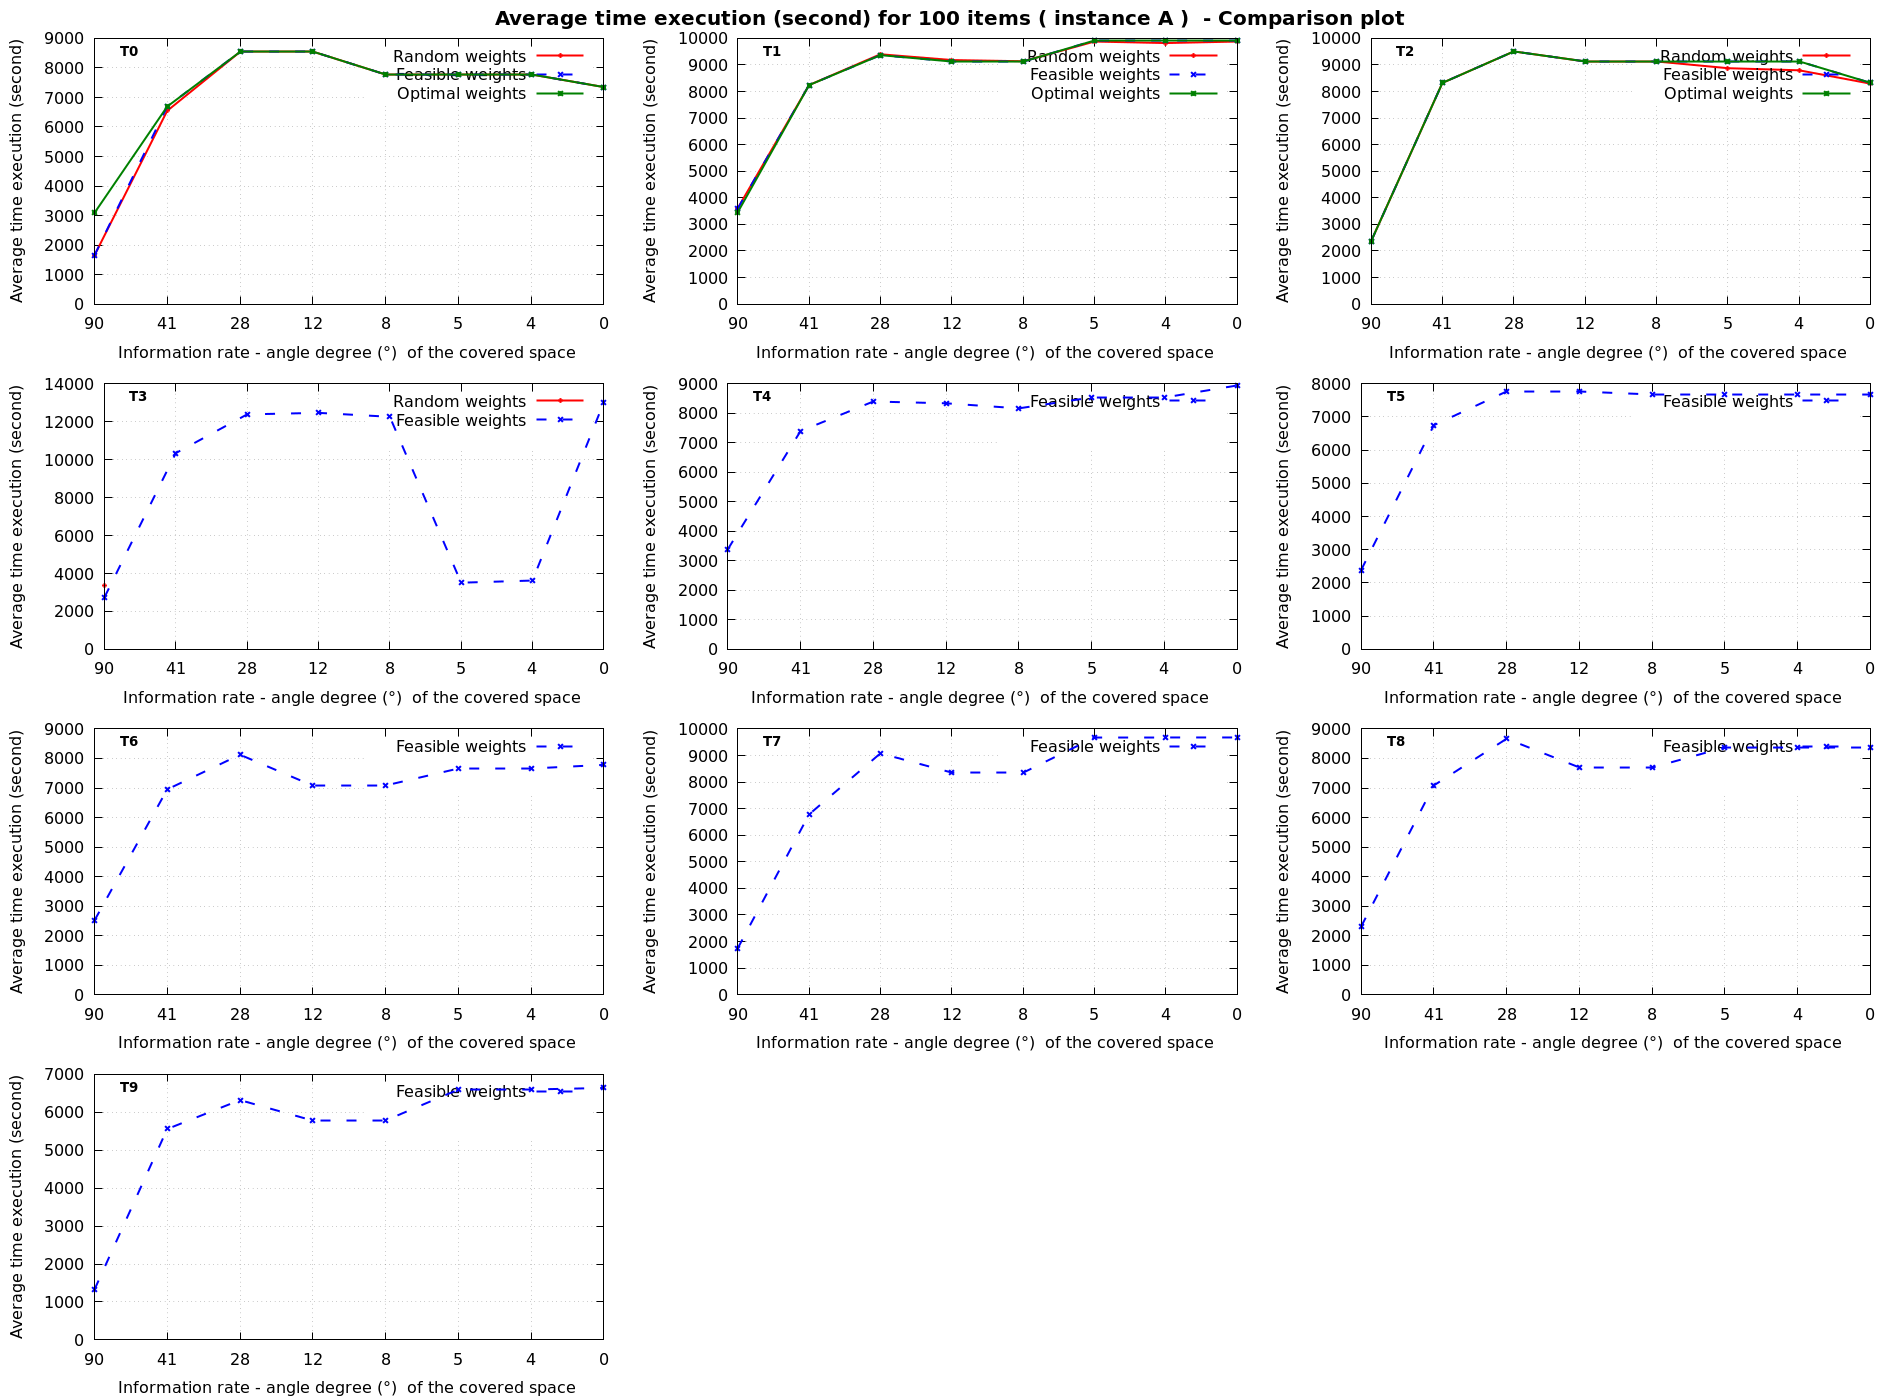 Average time execution (second) for 100 items ( instance A )  - Comparison plot
Average time execution (second)
9000
8000
7000
6000
5000
4000
3000
2000
1000
0
T0
Random weights
Feasible weights
Optimal weights
90 41 28 12 8 5 4 0
Information rate - angle degree (°)  of the covered space
Average time execution (second)
10000
9000
8000
7000
6000
5000
4000
3000
2000
1000
0
T1
Random weights
Feasible weights
Optimal weights
90 41 28 12 8 5 4 0
Information rate - angle degree (°)  of the covered space
Average time execution (second)
10000
9000
8000
7000
6000
5000
4000
3000
2000
1000
0
T2
Random weights
Feasible weights
Optimal weights
90 41 28 12 8 5 4 0
Information rate - angle degree (°)  of the covered space
Average time execution (second)
14000
12000
10000
8000
6000
4000
2000
0
T3
Random weights
Feasible weights
90 41 28 12 8 5 4 0
Information rate - angle degree (°)  of the covered space
Average time execution (second)
9000
8000
7000
6000
5000
4000
3000
2000
1000
0
T4
Feasible weights
90 41 28 12 8 5 4 0
Information rate - angle degree (°)  of the covered space
Average time execution (second)
8000
7000
6000
5000
4000
3000
2000
1000
0
T5
Feasible weights
90 41 28 12 8 5 4 0
Information rate - angle degree (°)  of the covered space
Average time execution (second)
9000
8000
7000
6000
5000
4000
3000
2000
1000
0
T6
Feasible weights
90 41 28 12 8 5 4 0
Information rate - angle degree (°)  of the covered space
Average time execution (second)
10000
9000
8000
7000
6000
5000
4000
3000
2000
1000
0
T7
Feasible weights
90 41 28 12 8 5 4 0
Information rate - angle degree (°)  of the covered space
Average time execution (second)
9000
8000
7000
6000
5000
4000
3000
2000
1000
0
T8
Feasible weights
90 41 28 12 8 5 4 0
Information rate - angle degree (°)  of the covered space
Average time execution (second)
7000
6000
5000
4000
3000
2000
1000
0
T9
Feasible weights
90 41 28 12 8 5 4 0
Information rate - angle degree (°)  of the covered space